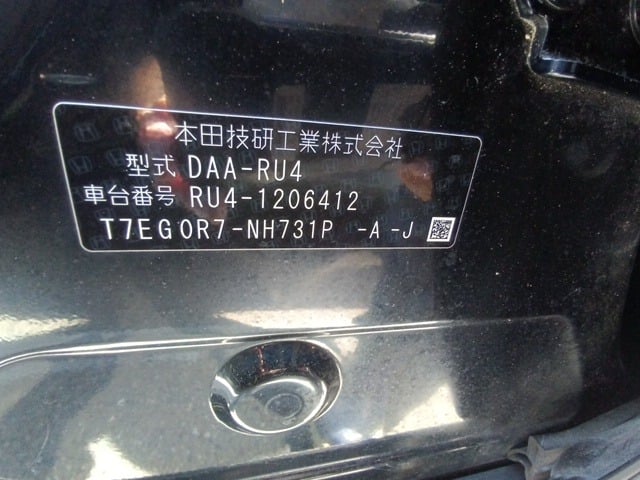 本田技研工業株式会社
型式 DAA-RU4
車台番号 RU4-1206412
T7EG0R7-NH731P -A-J